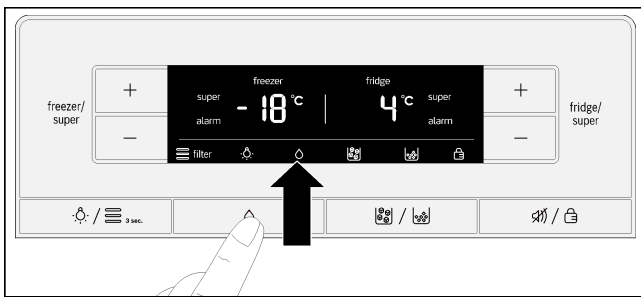 freezer
fridge
super
-18 °C
4 °C
super
alarm
alarm
filter
freezer/
super
+
–
+
–
fridge/
super
/
3 sec.
/
/